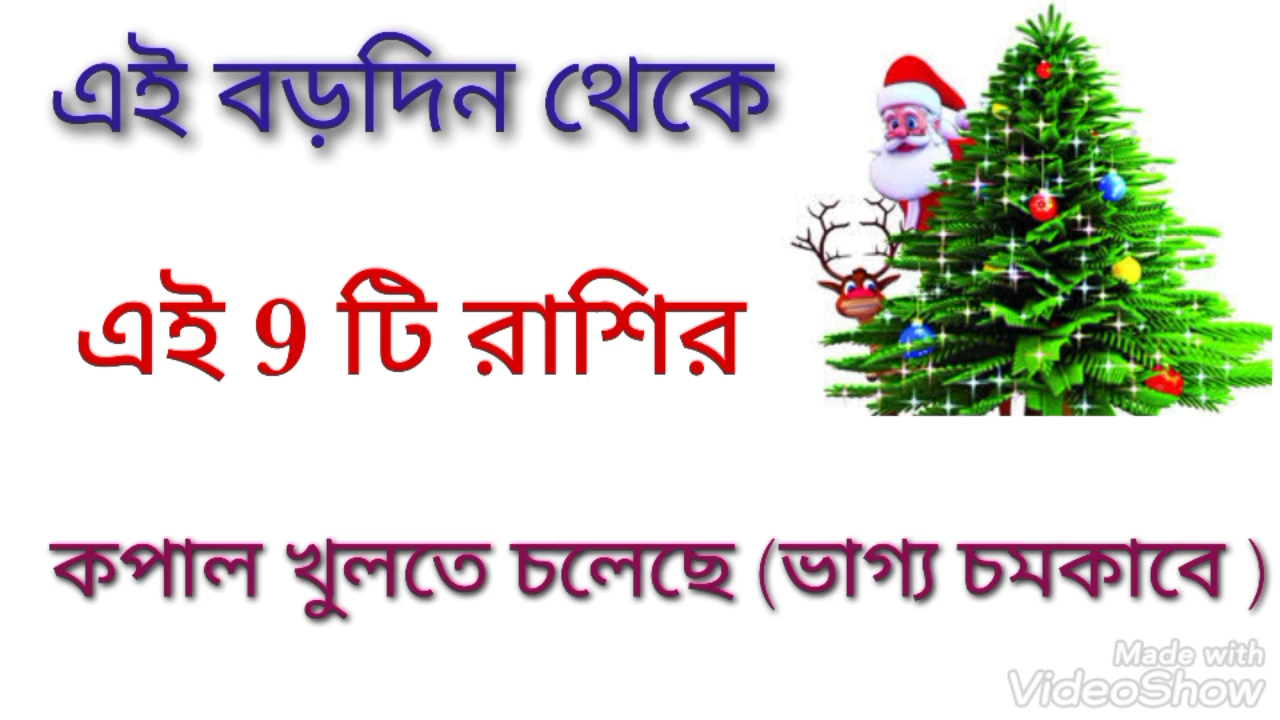 এই বড়দিন থেকে
এই 9 টি রাশির
কপাল খুলতে চলেছে (ভাগ্য চমকাবে )
Made with
VideoShow